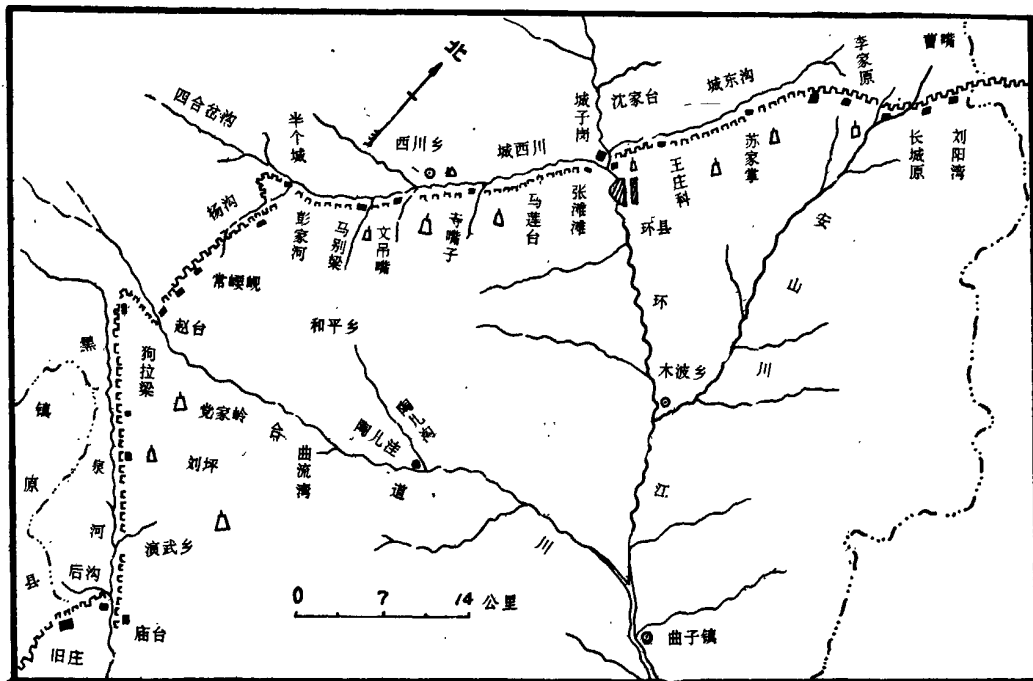 北
四合岔沟
半个城
西川乡
城西川
城子岗
沈家台
城东沟
李家原
曹嘴
杨沟
彭家河
马别梁
文吊嘴
寺嘴子
马莲台
张滩滩
王庄科
苏家掌
长城原
刘阳湾
环县
常崾岘
赵台
和平乡
环
江
安
山
川
木波乡
黑
泉
河
狗拉梁
镇
原
县
党家岭
刘坪
曲流湾
陶儿洼
陶儿沟
合
道
川
演武乡
后沟
庙台
旧庄
0 7 14 公里
曲子镇